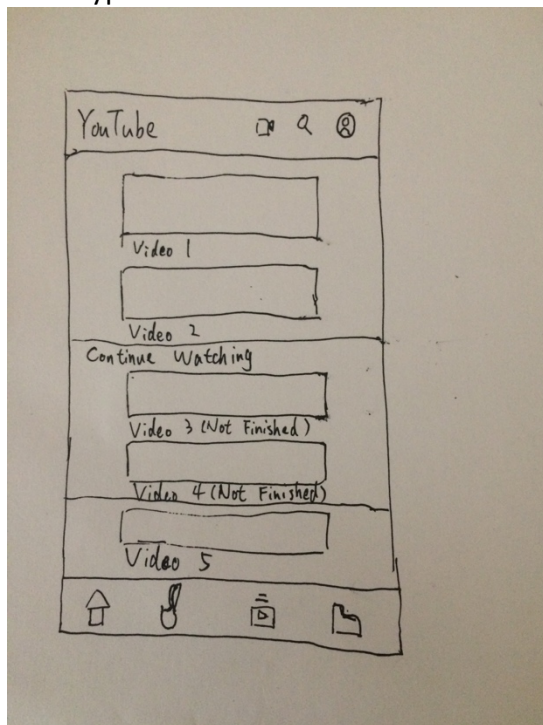 YouTube
Video 1
Video 2
Continue Watching
Video 3 (Not Finished)
Video 4 (Not Finished)
Video 5